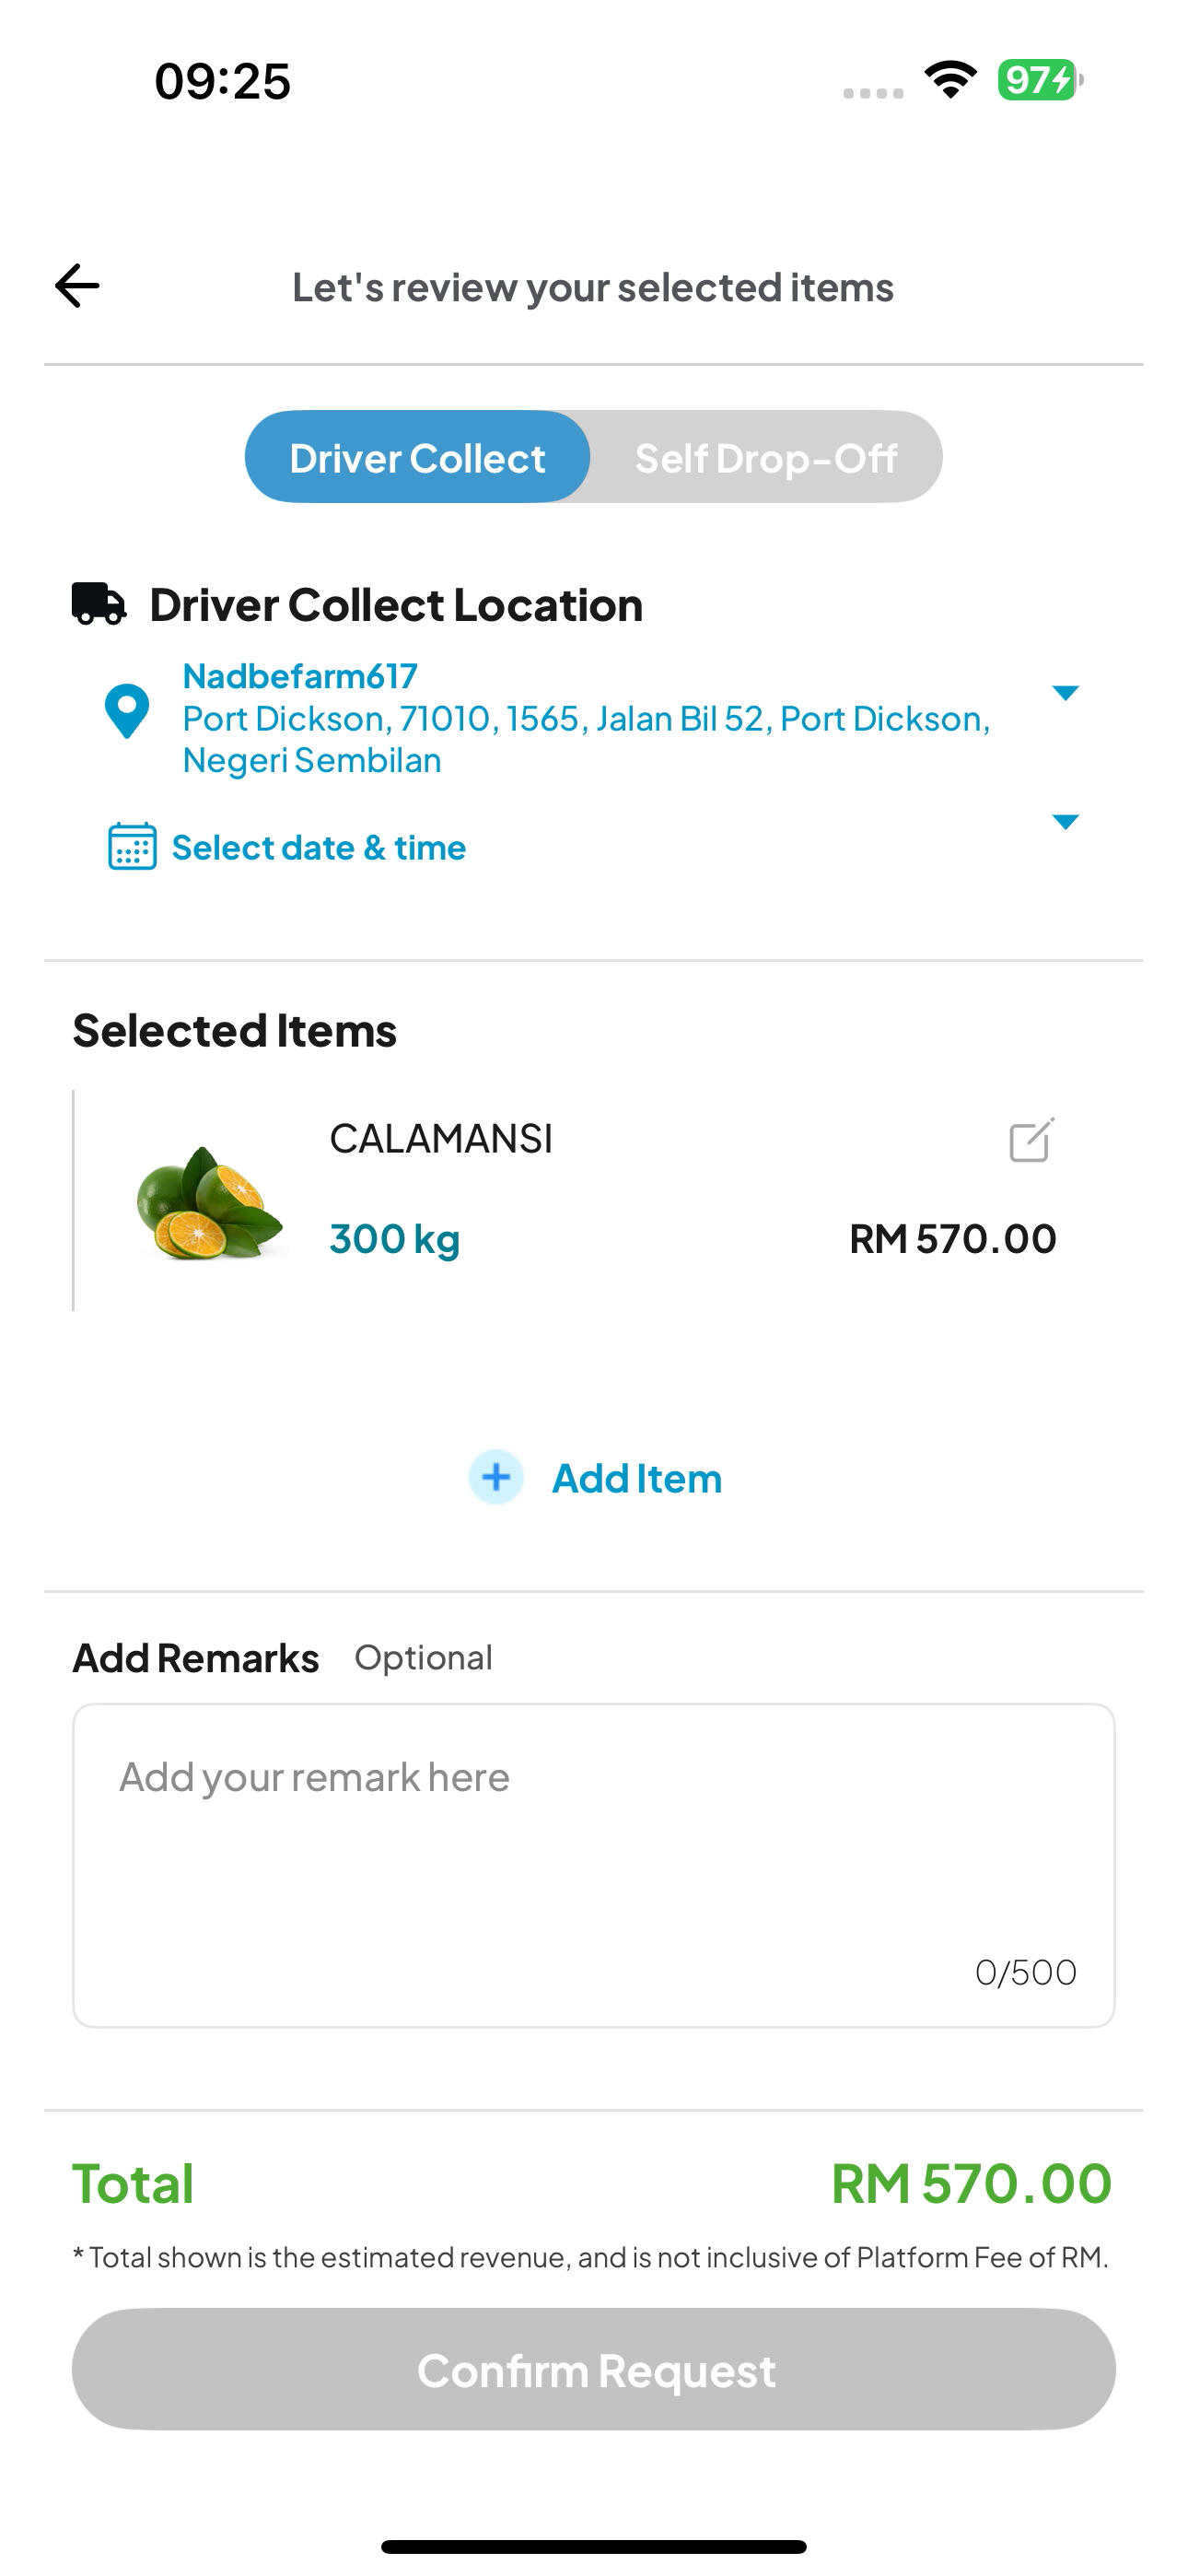 09:25
97
Let's review your selected items
Driver Collect
Self Drop-Off
Driver Collect Location
Nadbefarm617
Port Dickson, 71010, 1565, Jalan Bil 52, Port Dickson,
Negeri Sembilan
Select date & time
Selected Items
CALAMANSI
300 kg
RM 570.00
Add Item
Add Remarks Optional
Add your remark here
0/500
Total
RM 570.00
* Total shown is the estimated revenue, and is not inclusive of Platform Fee of RM.
Confirm Request